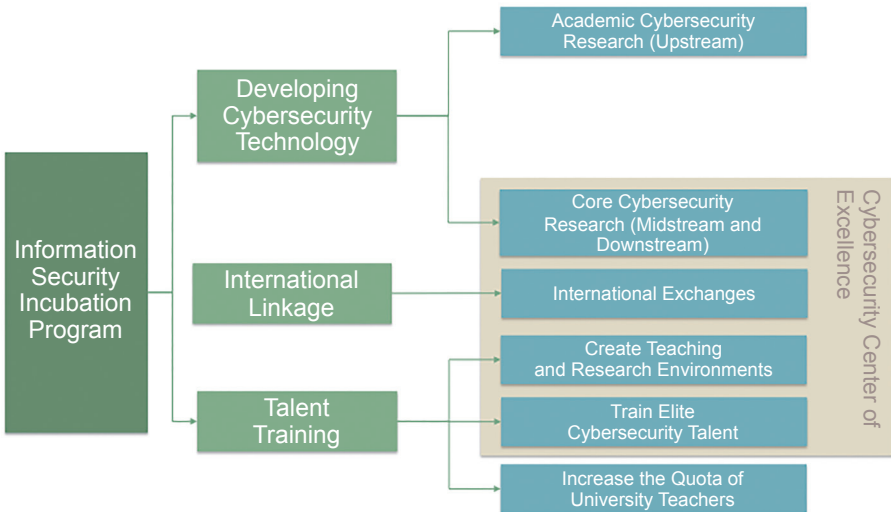 Information
Security
Incubation
Program
Developing
Cybersecurity
Technology
International
Linkage
Talent
Training
Academic Cybersecurity
Research (Upstream)
Core Cybersecurity
Research (Midstream and
Downstream)
International Exchanges
Create Teaching
and Research Environments
Train Elite
Cybersecurity Talent
Increase the Quota of
University Teachers
Cybersecurity Center of
Excellence